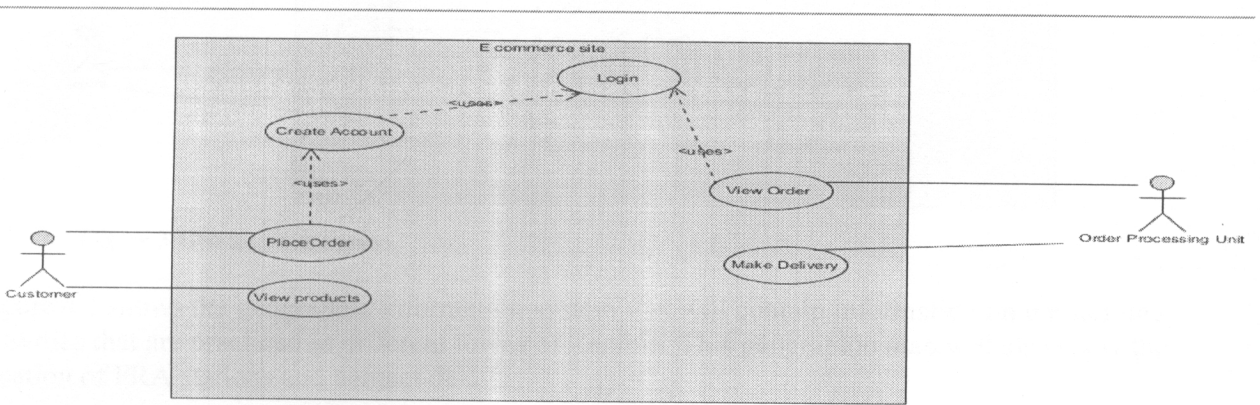 E commerce site
Login
<uses>
Create Account
<uses>
<uses>
View Order
Place Order
Order Processing Unit
Make Delivery
Customer
View products